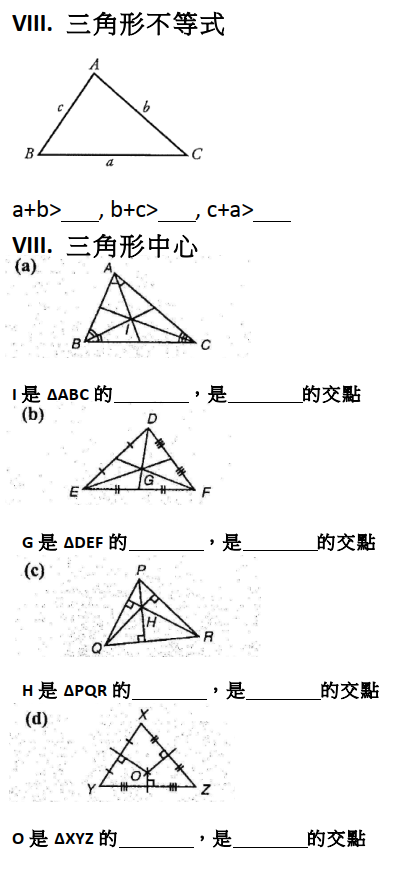 VIII. 三角形不等式
A
c
b
B
a
C
a+b>___, b+c>___, c+a>___
VIII. 三角形中心
(a)
A
I
B
C
I 是 ΔABC 的________，是________的交點
(b)
D
G
E
F
G 是 ΔDEF 的________，是________的交點
(c)
P
H
R
Q
H 是 ΔPQR 的________，是________的交點
(d)
X
O
Y
Z
O 是 ΔXYZ 的________，是________的交點